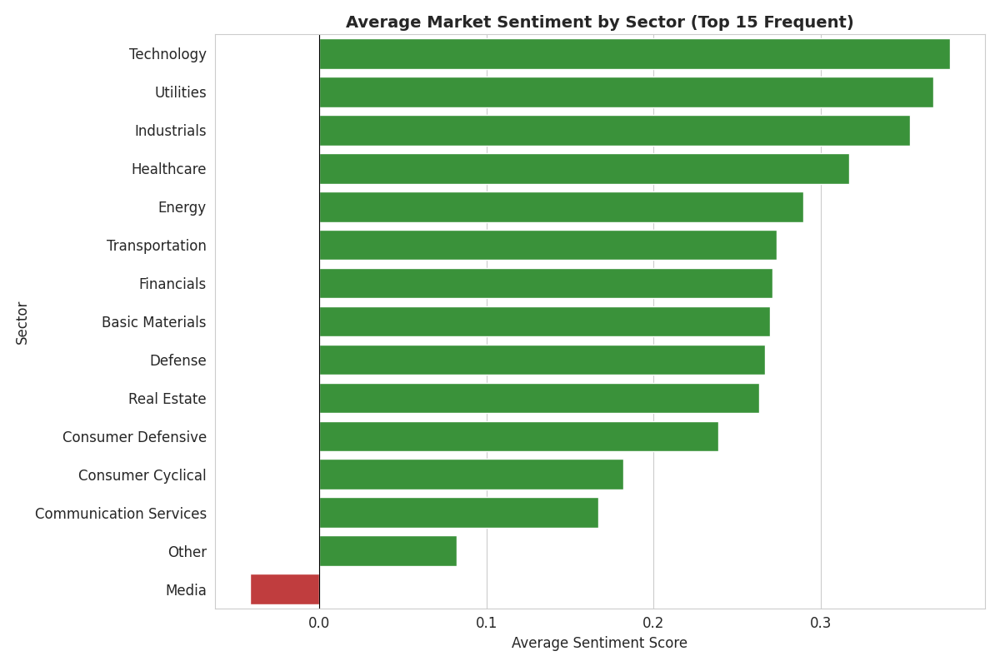 Average Market Sentiment by Sector (Top 15 Frequent)
Technology
Utilities
Industrials
Healthcare
Energy
Transportation
Financials
Basic Materials
Defense
Real Estate
Consumer Defensive
Consumer Cyclical
Communication Services
Other
Media
Sector
0.0 0.1 0.2 0.3
Average Sentiment Score